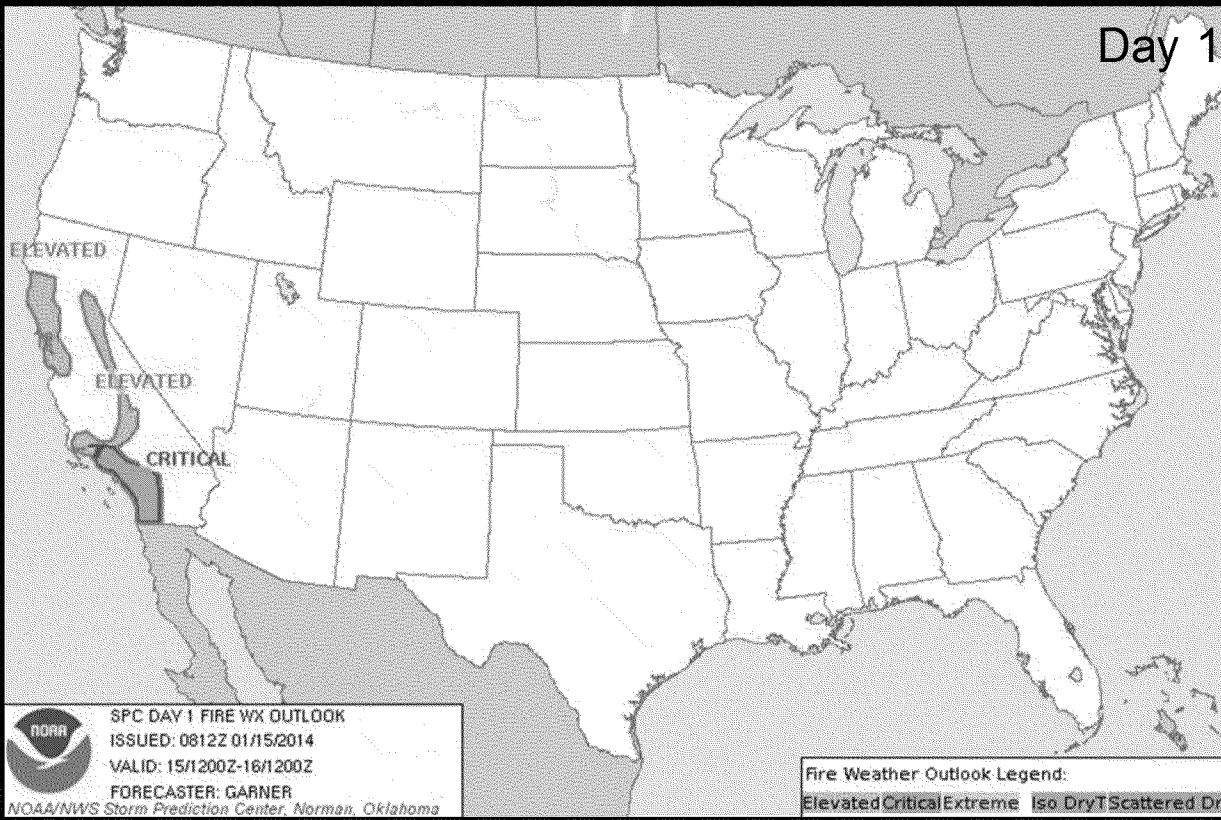 Day 1
ELEVATED
ELEVATED
CRITICAL
NOAA
SPC DAY 1 FIRE WX OUTLOOK
ISSUED: 0812Z 01/15/2014
VALID: 15/1200Z-16/1200Z
FORECASTER: GARNER
NOAA/NWS Storm Prediction Center, Norman, Oklahoma
Fire Weather Outlook Legend:
Elevated Critical Extreme Iso DryT Scattered Dr